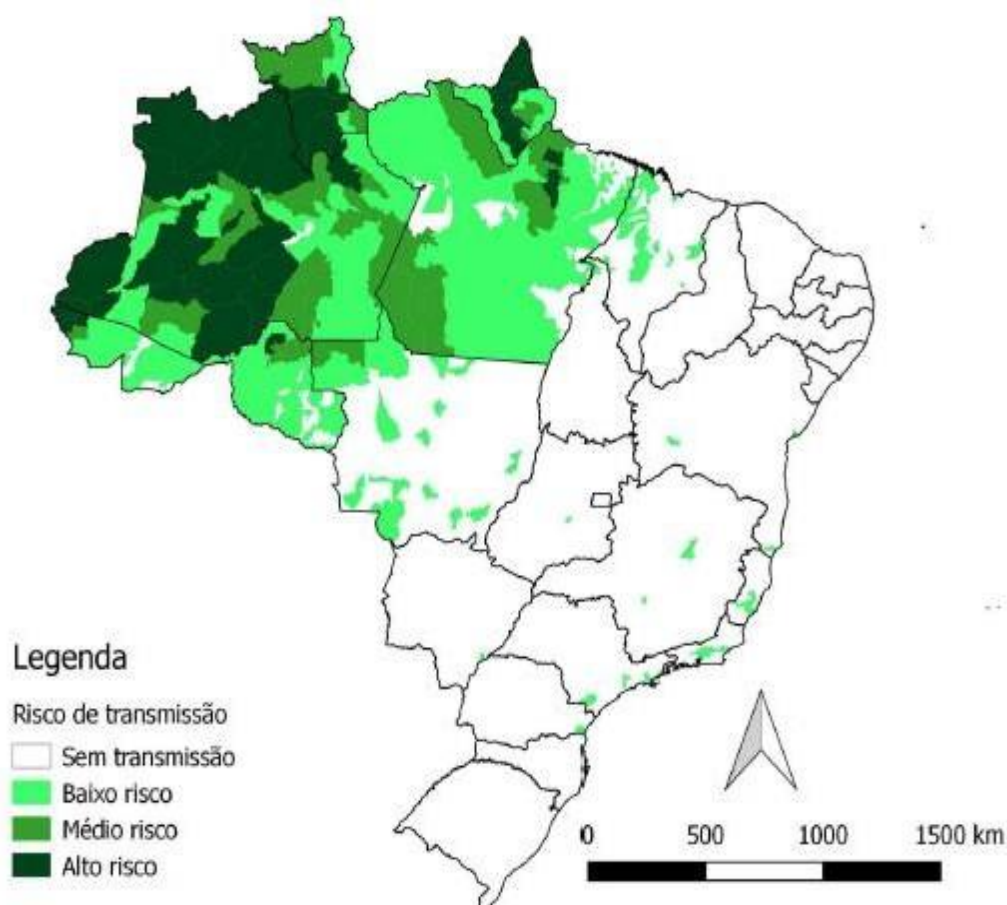 Legenda
Risco de transmissão
Sem transmissão
Baixo risco
Médio risco
Alto risco
0 500 1000 1500 km